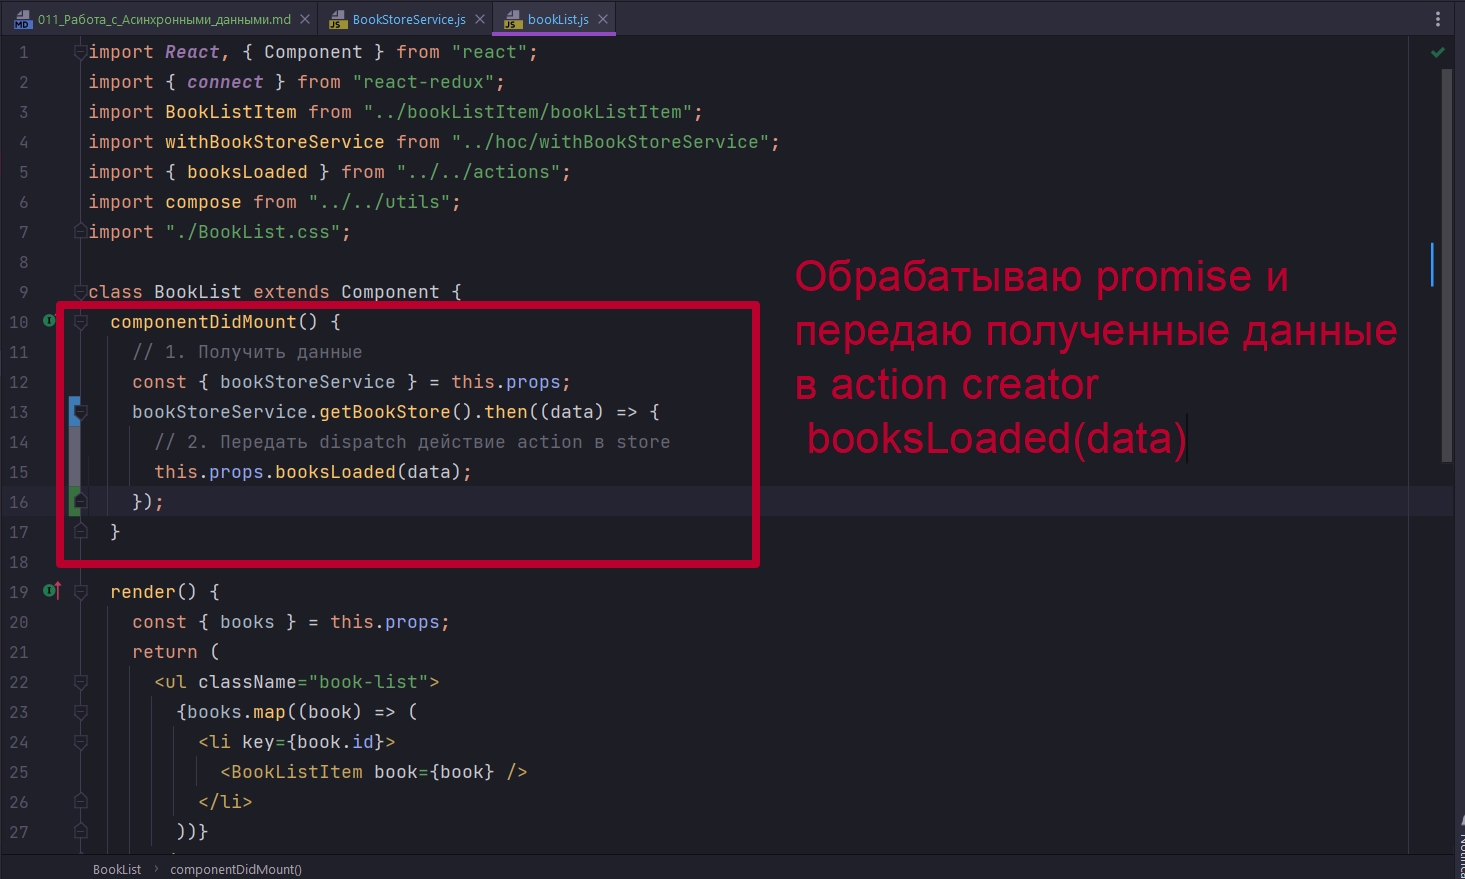 011_Работа_с_Асинхронными_данными.md
BookStoreService.js
bookList.js
1 import React, { Component } from "react";
2 import { connect } from "react-redux";
3 import BookListItem from "../bookListItem/bookListItem";
4 import withBookStoreService from "../hoc/withBookStoreService";
5 import { booksLoaded } from "../../actions";
6 import compose from "../../utils";
7 import "./BookList.css";
8
9 class BookList extends Component {
10 componentDidMount() {
11 // 1. Получить данные
12 const { bookStoreService } = this.props;
13 bookStoreService.getBookStore().then((data) => {
14 // 2. Передать dispatch действие action в store
15 this.props.booksLoaded(data);
16 });
17 }
18
19 render() {
20 const { books } = this.props;
21 return (
22 <ul className="book-list">
23 {books.map((book) => (
24 <li key={book.id}>
25 <BookListItem book={book} />
26 </li>
27 ))}
Обрабатываю promise и
передаю полученные данные
в action creator
booksLoaded(data)
BookList › componentDidMount()